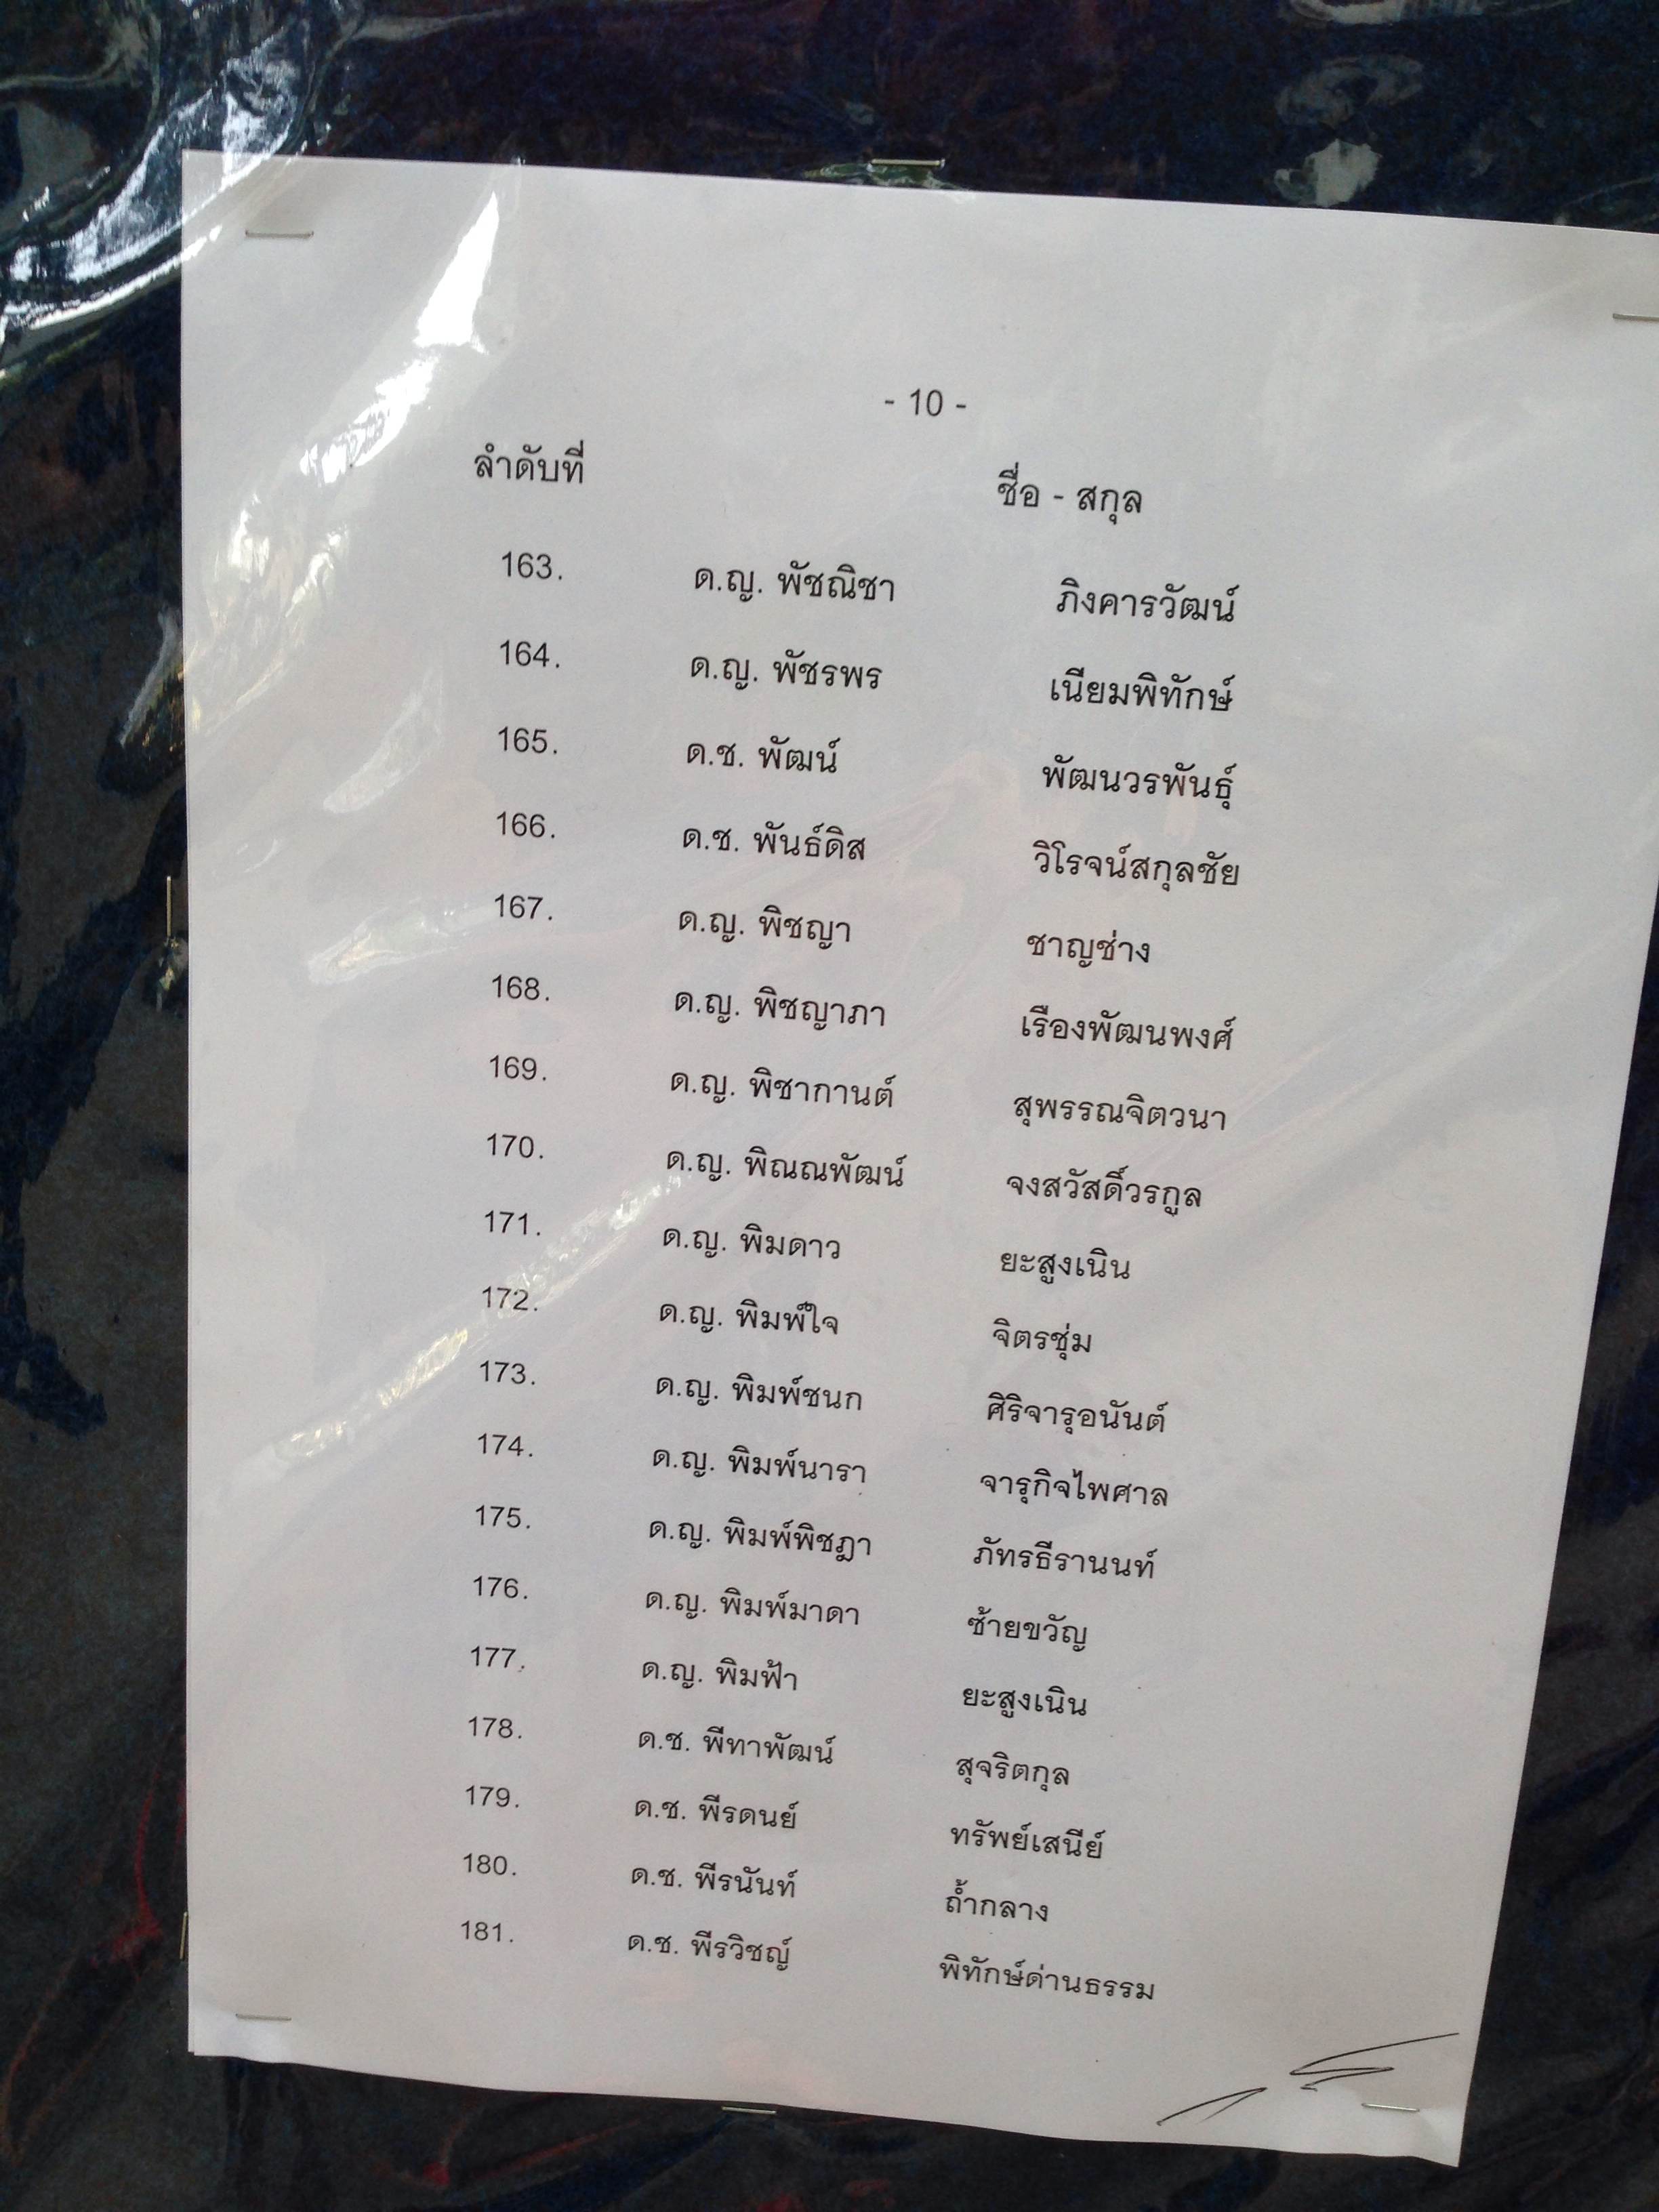 - 10 -
ลำดับที่ ชื่อ - สกุล
163. ด.ญ. พัชณิชา ภิงคารวัฒน์
164. ด.ญ. พัชรพร เนียมพิทักษ์
165. ด.ช. พัฒน์ พัฒนวรพันธุ์
166. ด.ช. พันธ์ดิส วิโรจน์สกุลชัย
167. ด.ญ. พิชญา ชาญช่าง
168. ด.ญ. พิชญาภา เรืองพัฒนพงศ์
169. ด.ญ. พิชากานต์ สุพรรณจิตวนา
170. ด.ญ. พิณณพัฒน์ จงสวัสดิ์วรกูล
171. ด.ญ. พิมดาว ยะสูงเนิน
172. ด.ญ. พิมพ์ใจ จิตรชุ่ม
173. ด.ญ. พิมพ์ชนก ศิริจารุอนันต์
174. ด.ญ. พิมพ์นารา จารุกิจไพศาล
175. ด.ญ. พิมพ์พิชฎา ภัทรธีรานนท์
176. ด.ญ. พิมพ์มาดา ซ้ายขวัญ
177. ด.ญ. พิมฟ้า ยะสูงเนิน
178. ด.ช. พีทาพัฒน์ สุจริตกุล
179. ด.ช. พีรดนย์ ทรัพย์เสนีย์
180. ด.ช. พีรนันท์ ถ้ำกลาง
181. ด.ช. พีรวิชญ์ พิทักษ์ด่านธรรม